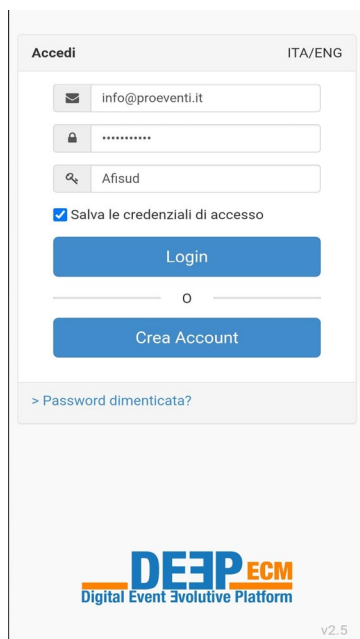 Accedi ITA/ENG
info@proeventi.it
•••••••••••
Afisud
Salva le credenziali di accesso
Login
O
Crea Account
> Password dimenticata?
DEEP ECM
Digital Event Evolutive Platform
v2.5